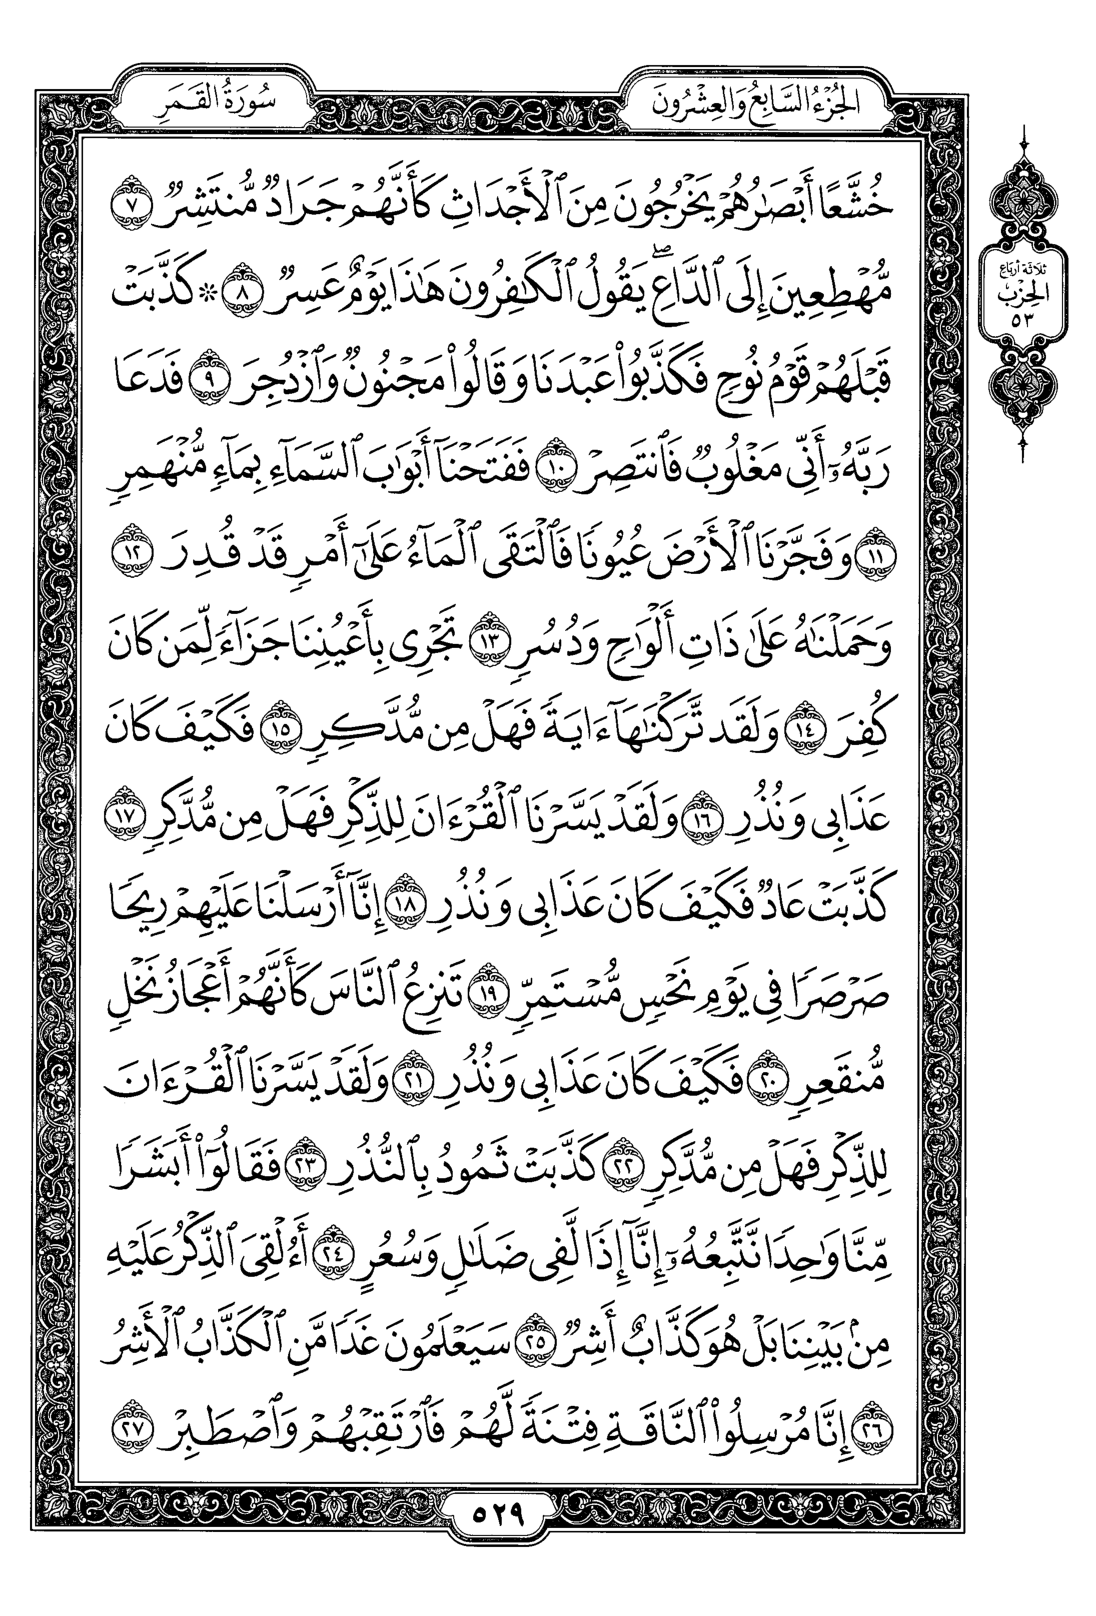 الجُزْءُ السَّابِعُ وَالعِشْرُونَ
سُورَةُ القَمَرِ
خُشَّعًا أَبْصَٰرُهُمْ يَخْرُجُونَ مِنَ ٱلْأَجْدَاثِ كَأَنَّهُمْ جَرَادٌ مُّنتَشِرٌ ٧
مُّهْطِعِينَ إِلَى ٱلدَّاعِ ۖ يَقُولُ ٱلْكَٰفِرُونَ هَٰذَا يَوْمٌ عَسِرٌ ٨ ۞ كَذَّبَتْ
قَبْلَهُمْ قَوْمُ نُوحٍ فَكَذَّبُوا۟ عَبْدَنَا وَقَالُوا۟ مَجْنُونٌ وَٱزْدُجِرَ ٩ فَدَعَا
رَبَّهُۥٓ أَنِّى مَغْلُوبٌ فَٱنتَصِرْ ١٠ فَفَتَحْنَآ أَبْوَٰبَ ٱلسَّمَآءِ بِمَآءٍ مُّنْهَمِرٍ
١١ وَفَجَّرْنَا ٱلْأَرْضَ عُيُونًا فَٱلْتَقَى ٱلْمَآءُ عَلَىٰٓ أَمْرٍ قَدْ قُدِرَ ١٢
وَحَمَلْنَٰهُ عَلَىٰ ذَاتِ أَلْوَٰحٍ وَدُسُرٍ ١٣ تَجْرِى بِأَعْيُنِنَا جَزَآءً لِّمَن كَانَ
كُفِرَ ١٤ وَلَقَد تَّرَكْنَٰهَآ ءَايَةً فَهَلْ مِن مُّدَّكِرٍ ١٥ فَكَيْفَ كَانَ
عَذَابِى وَنُذُرِ ١٦ وَلَقَدْ يَسَّرْنَا ٱلْقُرْءَانَ لِلذِّكْرِ فَهَلْ مِن مُّدَّكِرٍ ١٧
كَذَّبَتْ عَادٌ فَكَيْفَ كَانَ عَذَابِى وَنُذُرِ ١٨ إِنَّآ أَرْسَلْنَا عَلَيْهِمْ رِيحًا
صَرْصَرًا فِى يَوْمِ نَحْسٍ مُّسْتَمِرٍّ ١٩ تَنزِعُ ٱلنَّاسَ كَأَنَّهُمْ أَعْجَازُ نَخْلٍ
مُّنقَعِرٍ ٢٠ فَكَيْفَ كَانَ عَذَابِى وَنُذُرِ ٢١ وَلَقَدْ يَسَّرْنَا ٱلْقُرْءَانَ
لِلذِّكْرِ فَهَلْ مِن مُّدَّكِرٍ ٢٢ كَذَّبَتْ ثَمُودُ بِٱلنُّذُرِ ٢٣ فَقَالُوٓا۟ أَبَشَرًا
مِّنَّا وَٰحِدًا نَّتَّبِعُهُۥٓ إِنَّآ إِذًا لَّفِى ضَلَٰلٍ وَسُعُرٍ ٢٤ أَءُلْقِىَ ٱلذِّكْرُ عَلَيْهِ
مِنۢ بَيْنِنَا بَلْ هُوَ كَذَّابٌ أَشِرٌ ٢٥ سَيَعْلَمُونَ غَدًا مَّنِ ٱلْكَذَّابُ ٱلْأَشِرُ
٢٦ إِنَّا مُرْسِلُوا۟ ٱلنَّاقَةِ فِتْنَةً لَّهُمْ فَٱرْتَقِبْهُمْ وَٱصْطَبِرْ ٢٧
ثَلَاثَة أَربَاع
الحِزْب
٥٣
٥٢٩